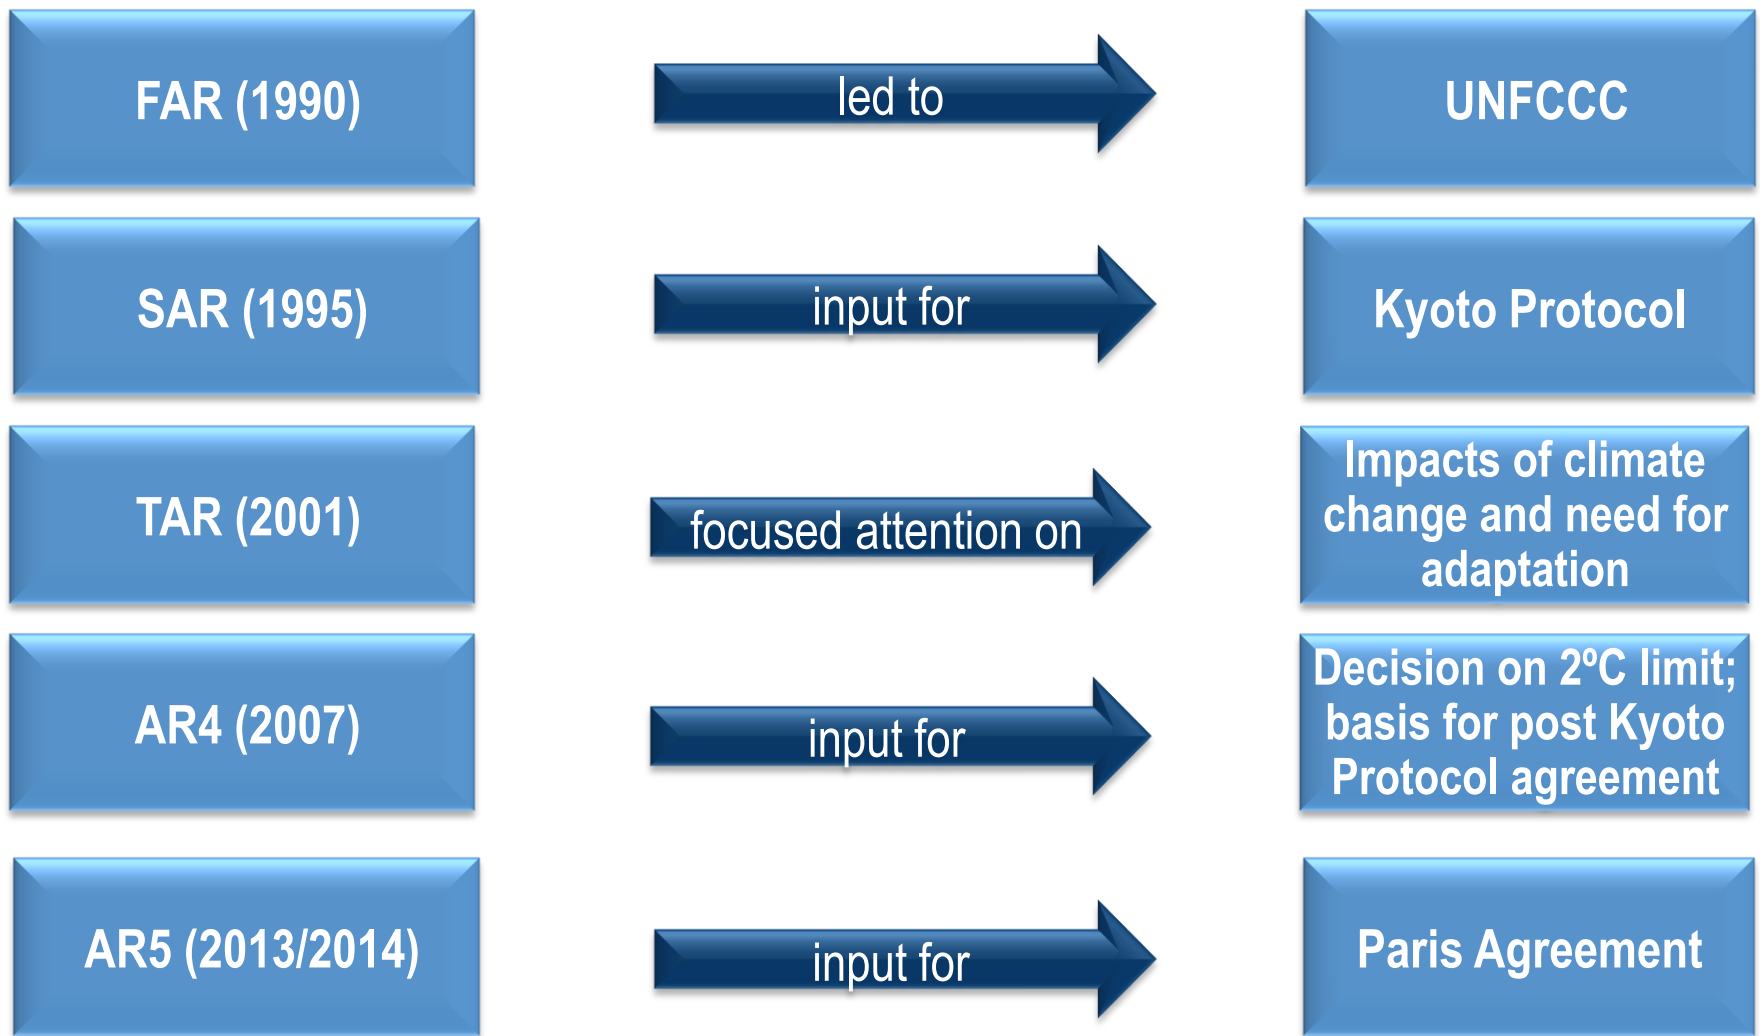 FAR (1990)
led to
UNFCCC
SAR (1995)
input for
Kyoto Protocol
TAR (2001)
focused attention on
Impacts of climate
change and need for
adaptation
AR4 (2007)
input for
Decision on 2ºC limit;
basis for post Kyoto
Protocol agreement
AR5 (2013/2014)
input for
Paris Agreement